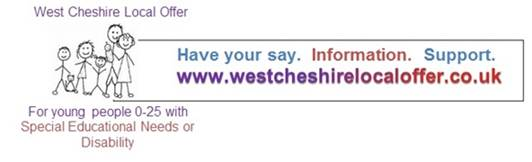 West Cheshire Local Offer
Have your say. Information. Support.
www.westcheshirelocaloffer.co.uk
For young people 0-25 with
Special Educational Needs or
Disability